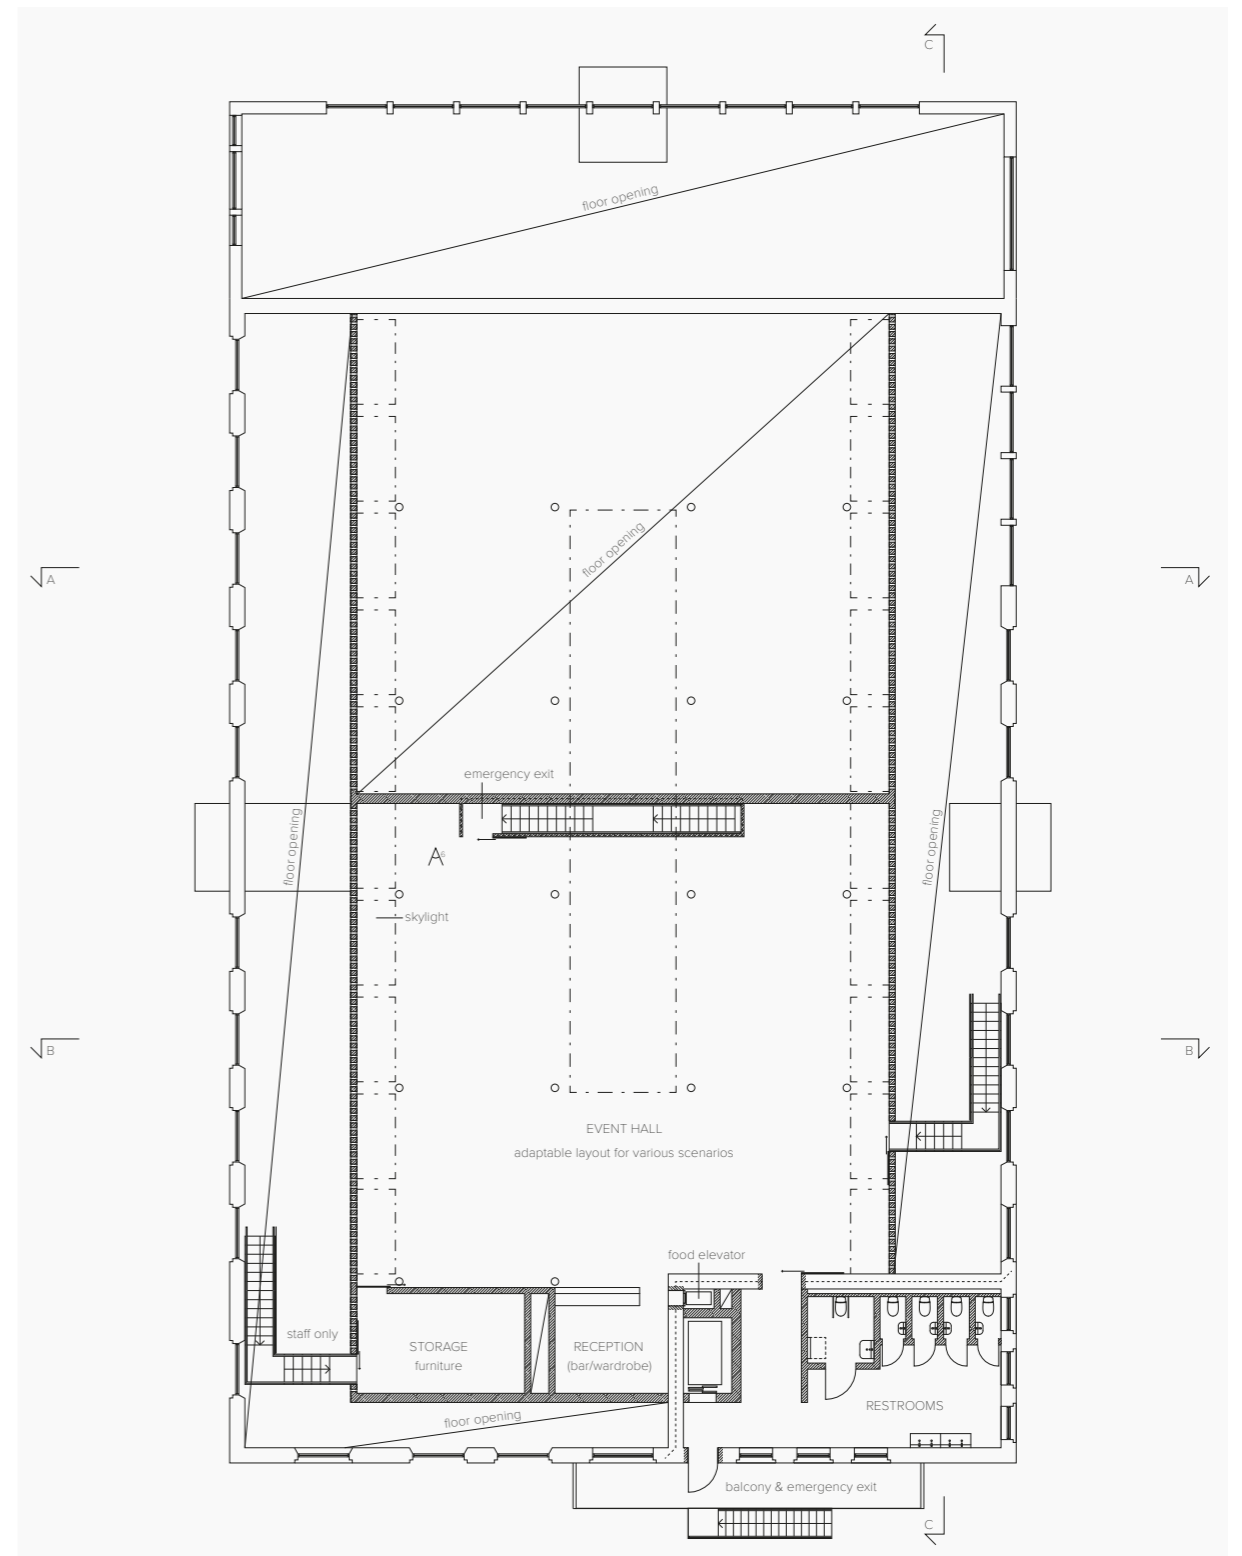 C
floor opening
floor opening
A
A
emergency exit
floor opening
floor opening
A6
skylight
B
B
EVENT HALL
adaptable layout for various scenarios
food elevator
staff only
STORAGE
furniture
RECEPTION
(bar/wardrobe)
RESTROOMS
floor opening
balcony & emergency exit
C